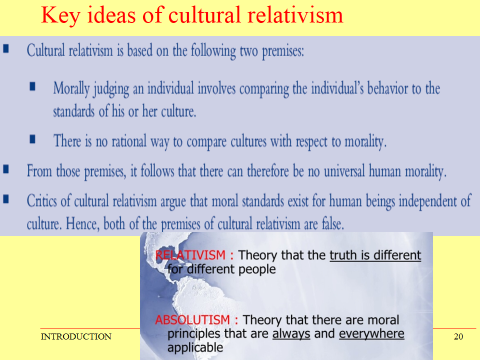 Key ideas of cultural relativism
Cultural relativism is based on the following two premises:
Morally judging an individual involves comparing the individual's behavior to the
standards of his or her culture.
There is no rational way to compare cultures with respect to morality.
From those premises, it follows that there can therefore be no universal human morality.
Critics of cultural relativism argue that moral standards exist for human beings independent of
culture. Hence, both of the premises of cultural relativism are false.
RELATIVISM : Theory that the truth is different
for different people
ABSOLUTISM : Theory that there are moral
principles that are always and everywhere
applicable
INTRODUCTION
20